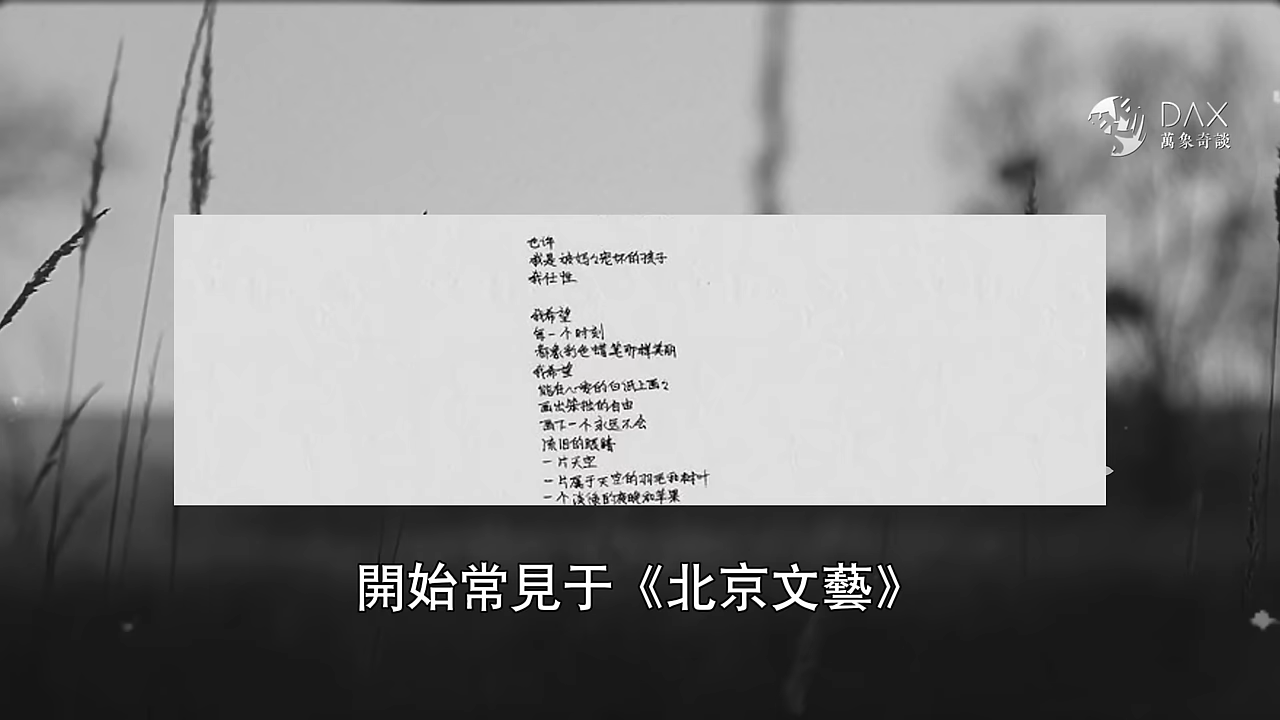 DAX
萬象奇談
也许
我是被妈々宠坏的孩子
我任性
我希望
每一个时刻
都象彩色蜡笔那样美丽
我希望
能在心爱的白纸上画々
画出笨拙的自由
画下一个永远不会
流泪的眼睛
一片天空
一片属于天空的羽毛和树叶
一个淡绿的夜晚和苹果
開始常見于《北京文藝》